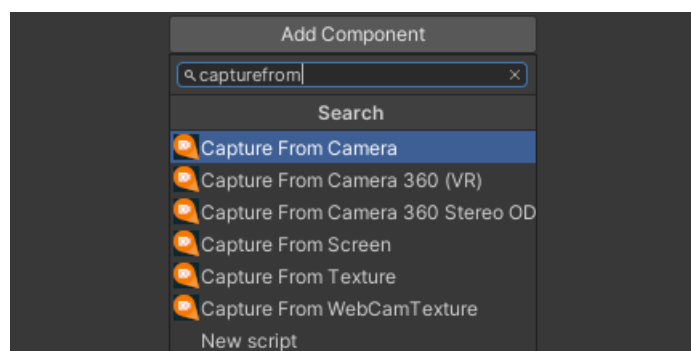 Add Component
capturefrom
Search
Capture From Camera
Capture From Camera 360 (VR)
Capture From Camera 360 Stereo OD
Capture From Screen
Capture From Texture
Capture From WebCamTexture
New script